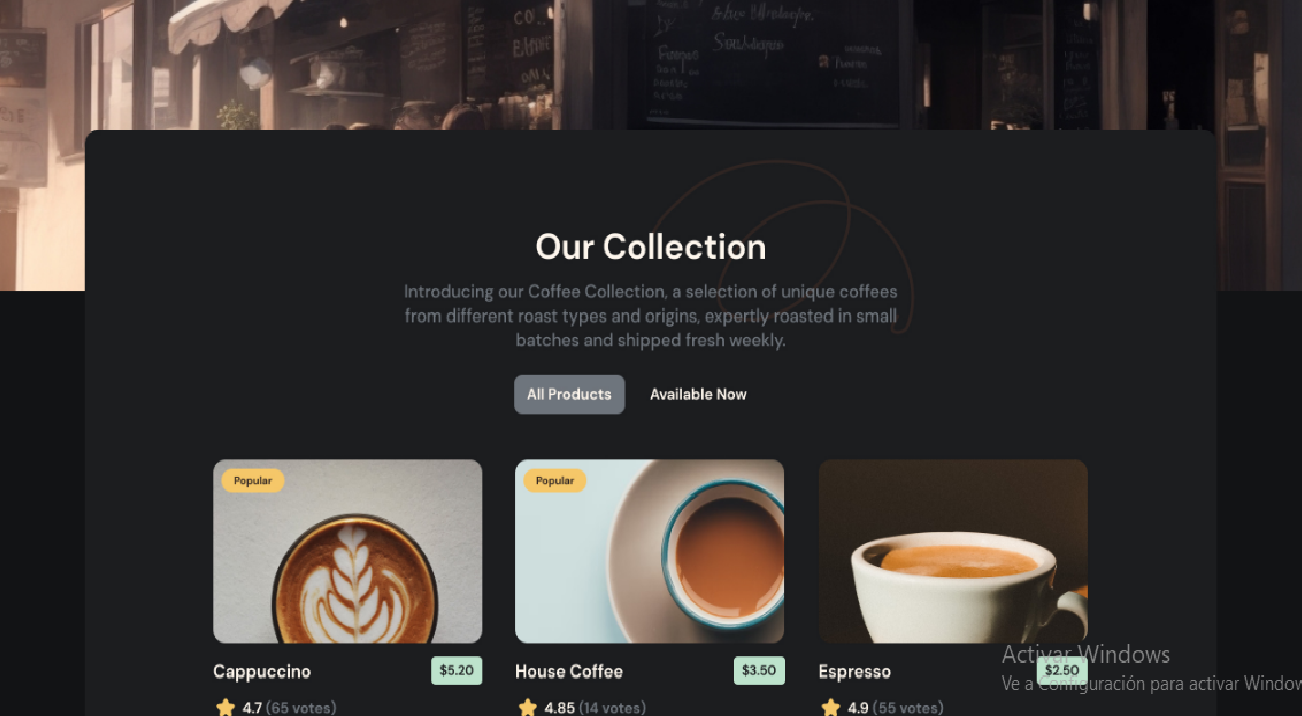 Our Collection
Introducing our Coffee Collection, a selection of unique coffees
from different roast types and origins, expertly roasted in small
batches and shipped fresh weekly.
All Products
Available Now
Popular
Popular
Cappuccino
$5.20
House Coffee
$3.50
Espresso
$2.50
4.7 (65 votes)
4.85 (14 votes)
4.9 (55 votes)
Activar Windows
Ve a Configuración para activar Window